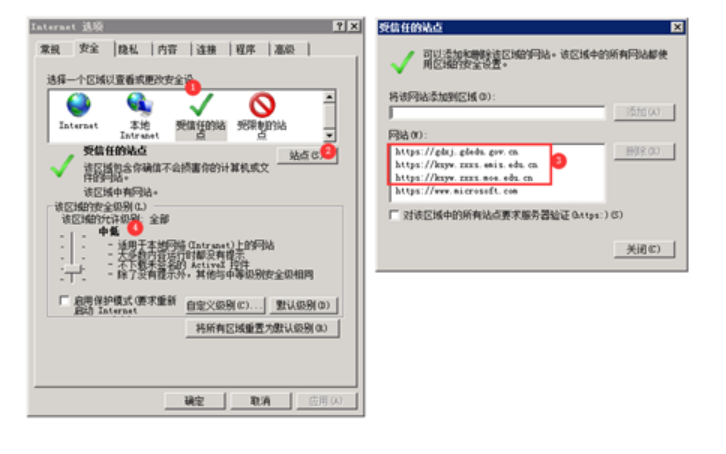 Internet 选项
常规 安全 隐私 内容 连接 程序 高级
选择一个区域以查看或更改安全设
1
Internet 本地 Intranet 受信任的站点 受限制的站点
受信任的站点
站点(S)
2
该区域包含你确信不会损害你的计算机或文件的网站。
该区域中有网站。
该区域的安全级别(L)
该区域的允许级别: 全部
中低
4
- 适用于本地网络(Intranet)上的网站
- 大多数内容运行时都没有提示
- 不下载未签名的 ActiveX 控件
- 除了没有提示外，其他与中等级别安全级相同
启用保护模式(要求重新启动 Internet
自定义级别(C)... 默认级别(D)
将所有区域重置为默认级别(R)
确定 取消 应用(A)
受信任的站点
可以添加和删除该区域的网站。该区域中的所有网站都使用区域的安全设置。
将该网站添加到区域(D):
添加(A)
网站(W):
https://gdxj.gdedu.gov.cn
https://ksyw.zxxs.emis.edu.cn
https://ksyw.zxxs.moe.edu.cn
https://www.microsoft.com
3
删除(R)
对该区域中的所有站点要求服务器验证(https:)(S)
关闭(C)